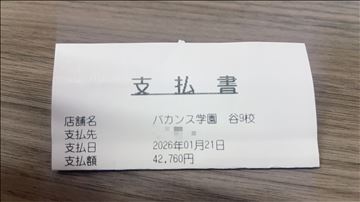 支払書
店舗名 バカンス学園 谷9校
支払先
支払日 2026年01月21日
支払額 42,760円